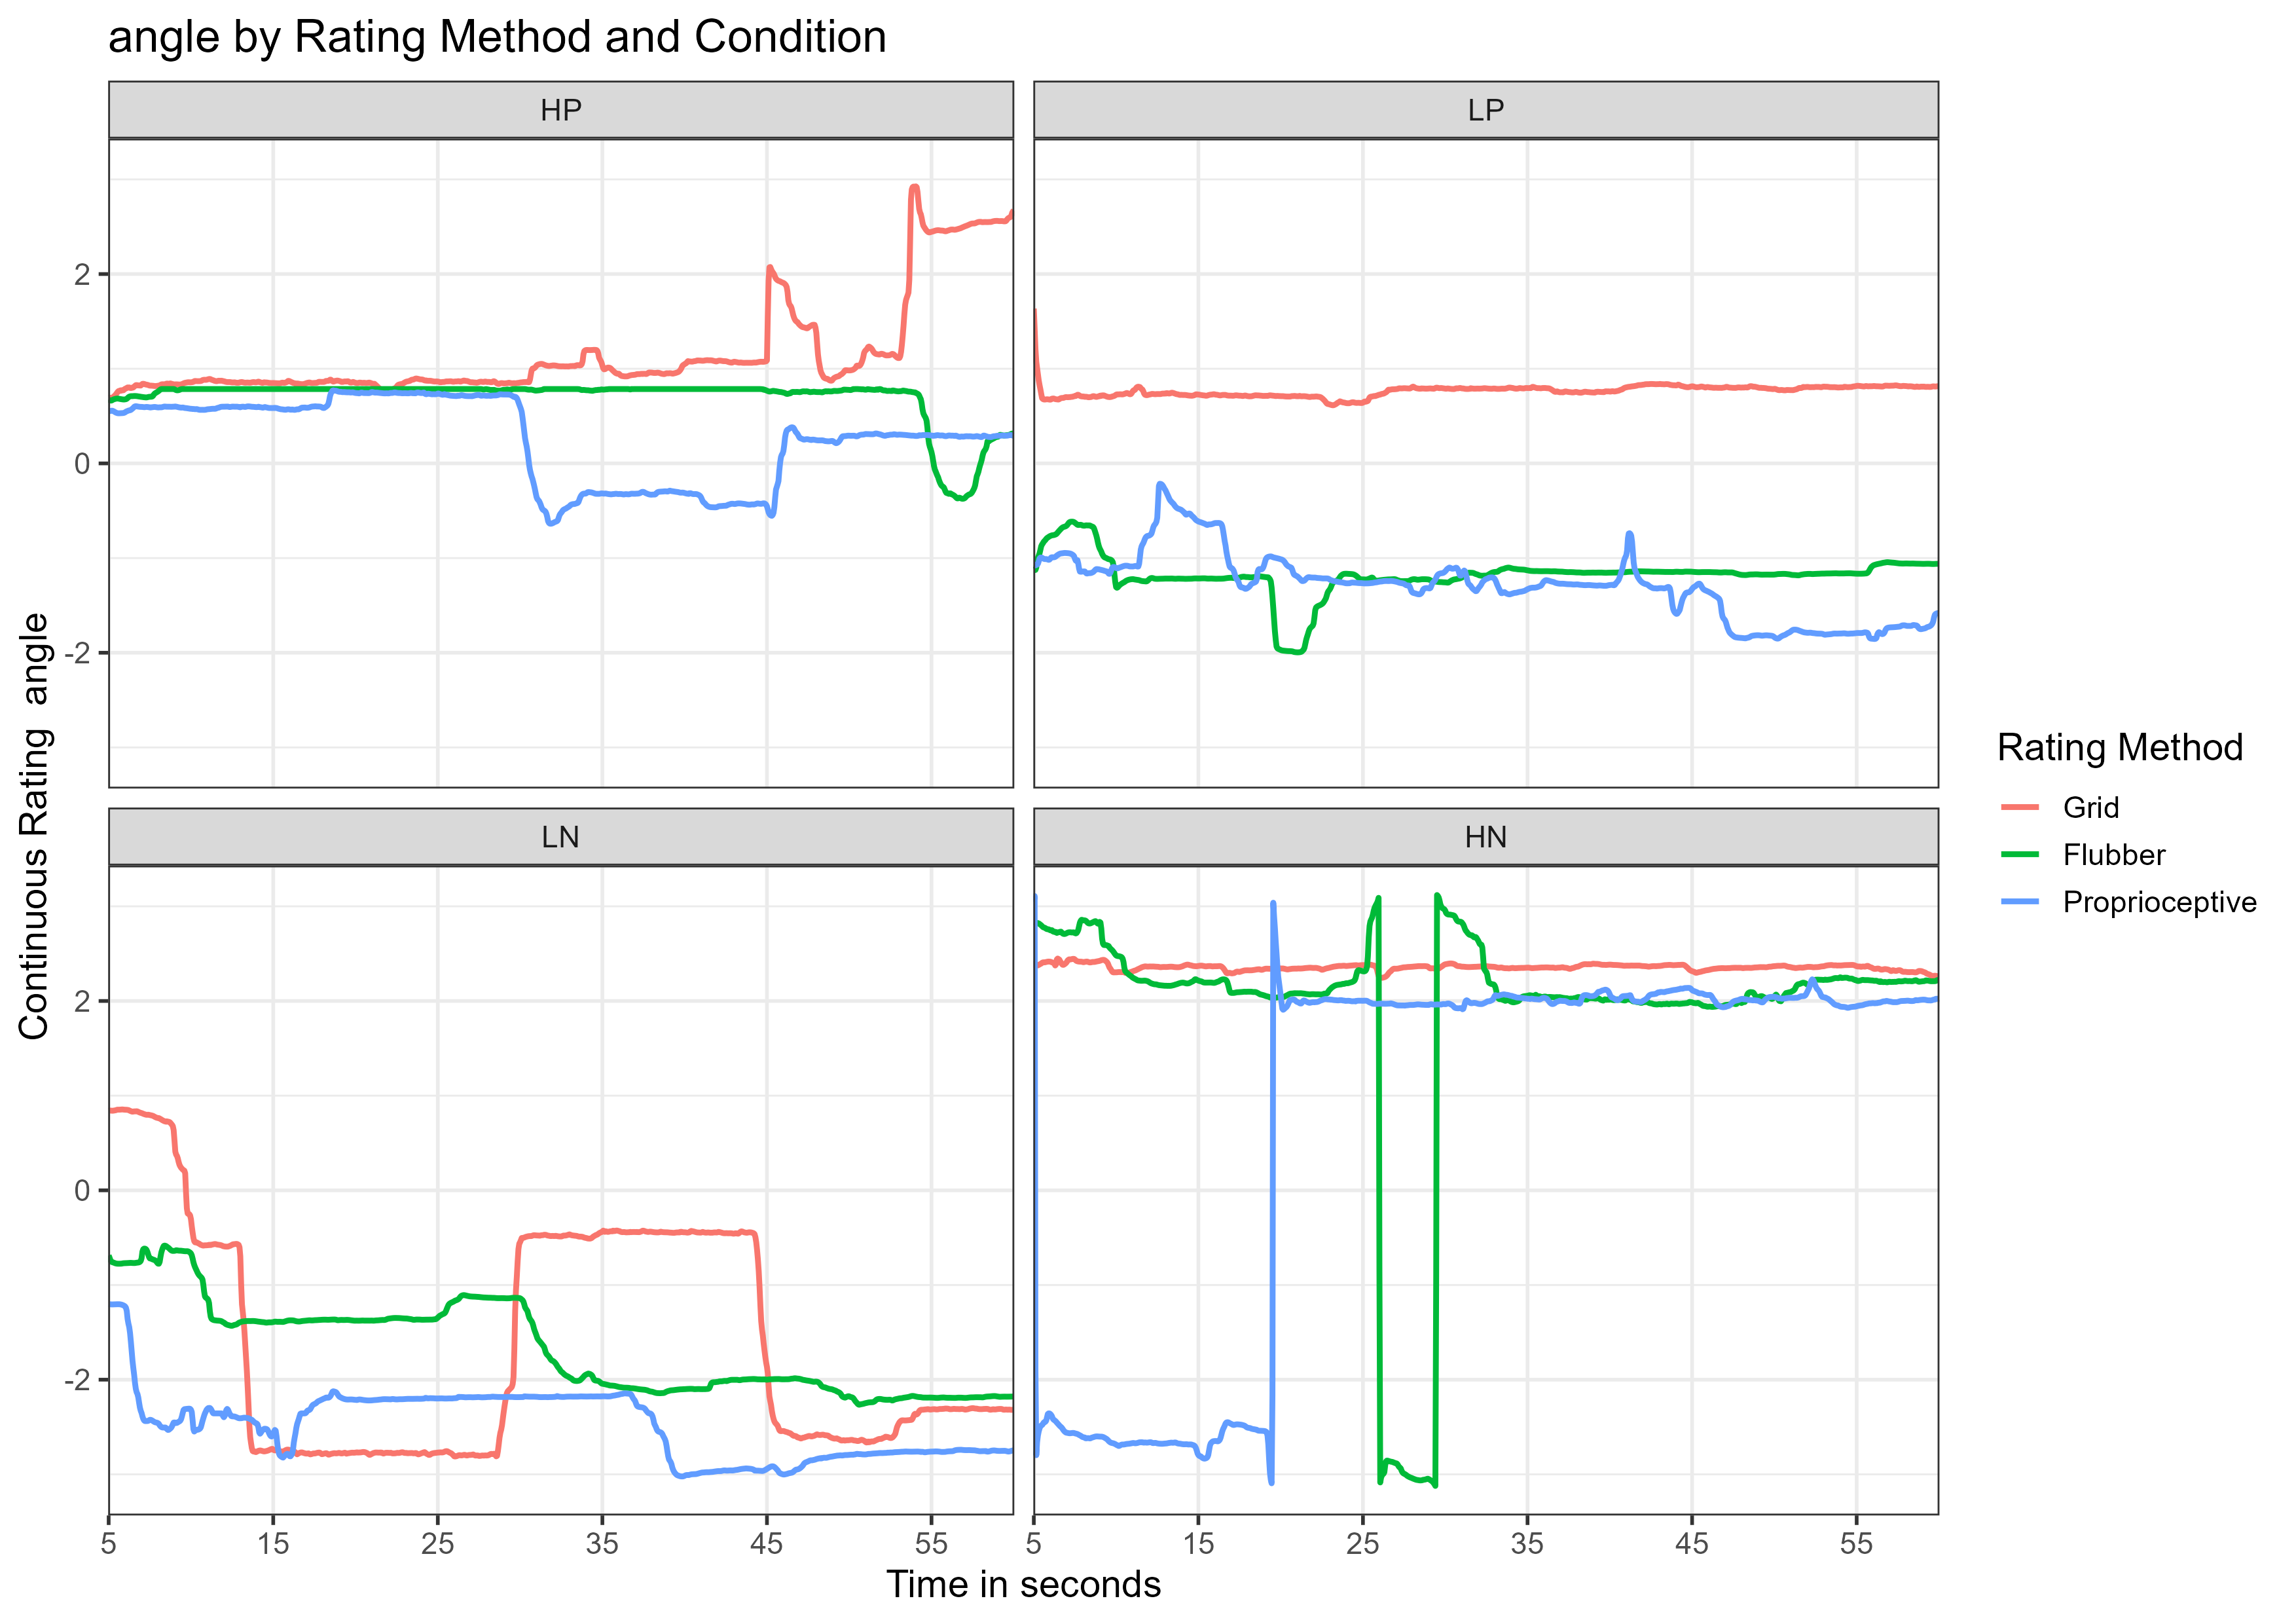 angle by Rating Method and Condition
HP
LP
2
0
-2
LN
HN
2
0
-2
5 15 25 35 45 55
5 15 25 35 45 55
Time in seconds
Continuous Rating  angle
Rating Method
Grid
Flubber
Proprioceptive